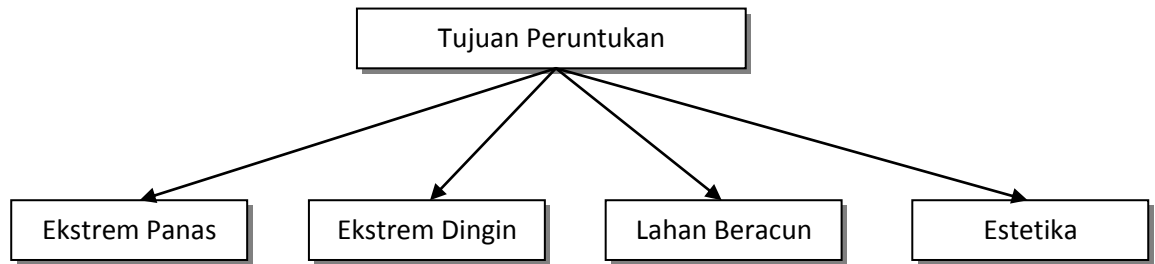 Tujuan Peruntukan
Ekstrem Panas
Ekstrem Dingin
Lahan Beracun
Estetika